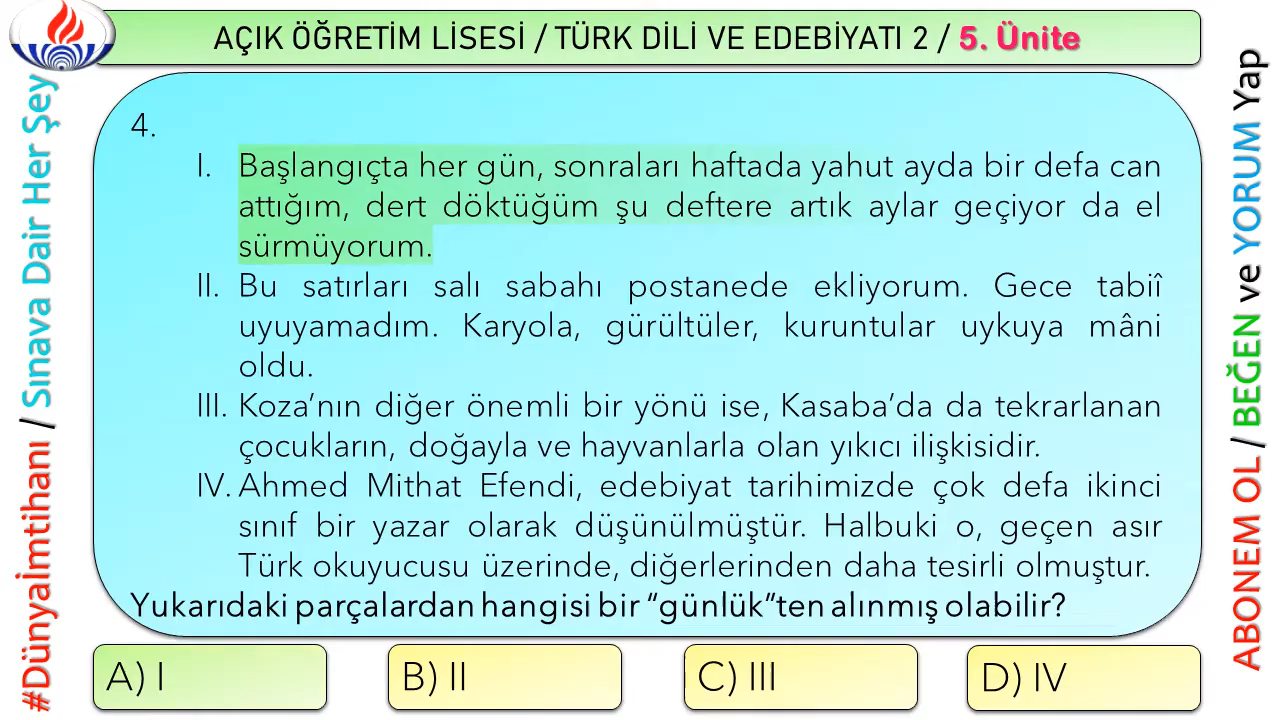 AÇIK ÖĞRETİM LİSESİ / TÜRK DİLİ VE EDEBİYATI 2 / 5. Ünite
#Dünyaİmtihanı / Sınava Dair Her Şey
4.
I. Başlangıçta her gün, sonraları haftada yahut ayda bir defa can
attığım, dert döktüğüm şu deftere artık aylar geçiyor da el
sürmüyorum.
II. Bu satırları salı sabahı postanede ekliyorum. Gece tabiî
uyuyamadım. Karyola, gürültüler, kuruntular uykuya mâni
oldu.
III. Koza’nın diğer önemli bir yönü ise, Kasaba’da da tekrarlanan
çocukların, doğayla ve hayvanlarla olan yıkıcı ilişkisidir.
IV. Ahmed Mithat Efendi, edebiyat tarihimizde çok defa ikinci
sınıf bir yazar olarak düşünülmüştür. Halbuki o, geçen asır
Türk okuyucusu üzerinde, diğerlerinden daha tesirli olmuştur.
Yukarıdaki parçalardan hangisi bir “günlük”ten alınmış olabilir?
A) I
B) II
C) III
D) IV
ABONEM OL / BEĞEN ve YORUM Yap